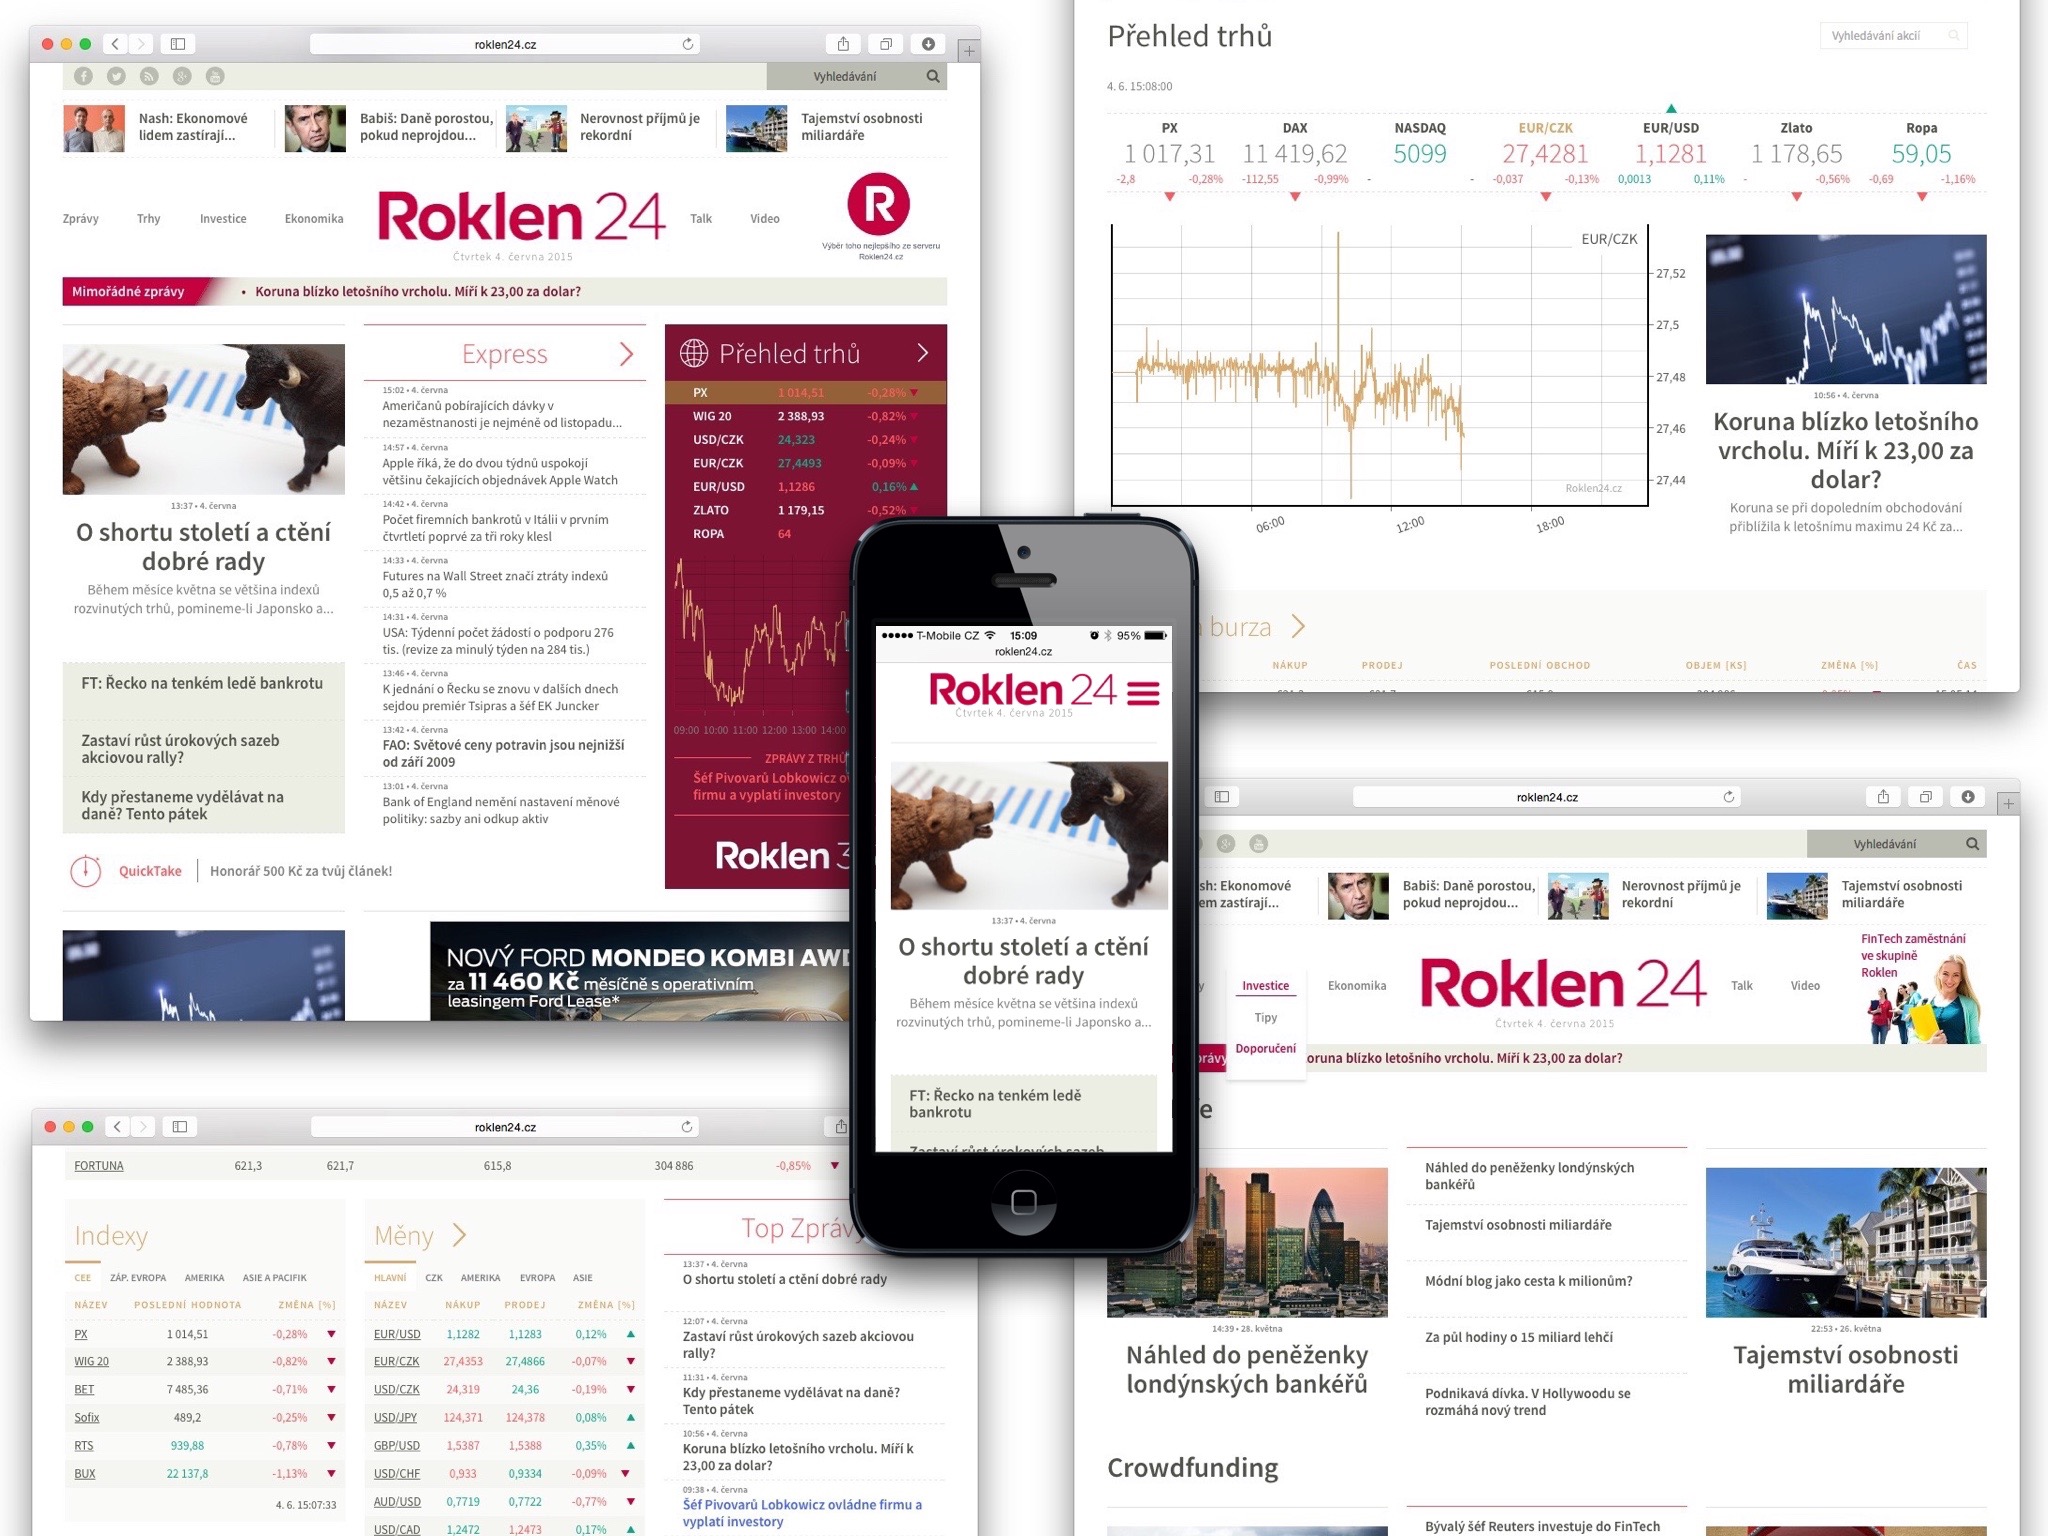 roklen24.cz
Vyhledávání
Nash: Ekonomové
lidem zastírají...
Babiš: Daně porostou,
pokud neprojdou...
Nerovnost příjmů je
rekordní
Tajemství osobnosti
miliardáře
Zprávy Trhy Investice Ekonomika
Roklen 24
Čtvrtek 4. června 2015
Talk Video
R
Výběr toho nejlepšího ze serveru
Roklen24.cz
Mimořádné zprávy • Koruna blízko letošního vrcholu. Míří k 23,00 za dolar?
13:37 • 4. června
O shortu století a ctění
dobré rady
Během měsíce května se většina indexů
rozvinutých trhů, pomineme-li Japonsko a...
FT: Řecko na tenkém ledě bankrotu
Zastaví růst úrokových sazeb
akciovou rally?
Kdy přestaneme vydělávat na
daně? Tento pátek
QuickTake Honorář 500 Kč za tvůj článek!
Express
15:02 • 4. června
Američanů pobírajících dávky v
nezaměstnanosti je nejméně od listopadu...
14:57 • 4. června
Apple říká, že do dvou týdnů uspokojí
většinu čekajících objednávek Apple Watch
14:42 • 4. června
Počet firemních bankrotů v Itálii v prvním
čtvrtletí poprvé za tři roky klesl
14:33 • 4. června
Futures na Wall Street značí ztráty indexů
0,5 až 0,7 %
14:31 • 4. června
USA: Týdenní počet žádostí o podporu 276
tis. (revize za minulý týden na 284 tis.)
13:46 • 4. června
K jednání o Řecku se znovu v dalších dnech
sejdou premiér Tsipras a šéf EK Juncker
13:42 • 4. června
FAO: Světové ceny potravin jsou nejnižší
od září 2009
13:01 • 4. června
Bank of England nemění nastavení měnové
politiky: sazby ani odkup aktiv
Přehled trhů
PX 1 014,51 -0,28%
WIG 20 2 388,93 -0,82%
USD/CZK 24,323 -0,24%
EUR/CZK 27,4493 -0,09%
EUR/USD 1,1286 0,16%
ZLATO 1 179,15 -0,52%
ROPA 64
09:00 10:00 11:00 12:00 13:00 14:00
ZPRÁVY Z TRHŮ
Šéf Pivovarů Lobkowicz
firmu a vyplatí investory
Roklen 3
NOVÝ FORD MONDEO KOMBI AWD
za 11 460 Kč měsíčně s operativním
leasingem Ford Lease*
Přehled trhů
Vyhledávání akcií
4. 6. 15:08:00
PX DAX NASDAQ EUR/CZK EUR/USD Zlato Ropa
1 017,31 11 419,62 5099 27,4281 1,1281 1 178,65 59,05
-2,8 -0,28% -112,55 -0,99% - - -0,037 -0,13% 0,0013 0,11% - -0,56% -0,69 -1,16%
EUR/CZK
27,52
27,5
27,48
27,46
27,44
Roklen24.cz
06:00 12:00 18:00
10:56 • 4. června
Koruna blízko letošního
vrcholu. Míří k 23,00 za
dolar?
Koruna se při dopoledním obchodování
přiblížila k letošnímu maximu 24 Kč za...
burza
NÁKUP PRODEJ POSLEDNÍ OBCHOD OBJEM [KS] ZMĚNA [%] ČAS
T-Mobile CZ 15:09 95%
roklen24.cz
Roklen 24
Čtvrtek 4. června 2015
13:37 • 4. června
O shortu století a ctění
dobré rady
Během měsíce května se většina indexů
rozvinutých trhů, pomineme-li Japonsko a...
FT: Řecko na tenkém ledě
bankrotu
Zastaví růst úrokových sazeb
roklen24.cz
FORTUNA 621,3 621,7 615,8 304 886 -0,85%
Indexy
CEE ZÁP. EVROPA AMERIKA ASIE A PACIFIK
NÁZEV POSLEDNÍ HODNOTA ZMĚNA [%]
PX 1 014,51 -0,28%
WIG 20 2 388,93 -0,82%
BET 7 485,36 -0,71%
Sofix 489,2 -0,25%
RTS 939,88 -0,78%
BUX 22 137,8 -1,13%
4. 6. 15:07:33
Měny
HLAVNÍ CZK AMERIKA EVROPA ASIE
NÁZEV NÁKUP PRODEJ ZMĚNA [%]
EUR/USD 1,1282 1,1283 0,12%
EUR/CZK 27,4353 27,4866 -0,07%
USD/CZK 24,319 24,36 -0,19%
USD/JPY 124,371 124,378 0,08%
GBP/USD 1,5387 1,5388 0,35%
USD/CHF 0,933 0,9334 -0,09%
AUD/USD 0,7719 0,7722 -0,77%
USD/CAD 1,2472 1,2473 0,17%
Top Zprávy
13:37 • 4. června
O shortu století a ctění dobré rady
12:07 • 4. června
Zastaví růst úrokových sazeb akciovou
rally?
11:31 • 4. června
Kdy přestaneme vydělávat na daně?
Tento pátek
10:56 • 4. června
Koruna blízko letošního vrcholu. Míří k
23,00 za dolar?
09:38 • 4. června
Šéf Pivovarů Lobkowicz ovládne firmu a
vyplatí investory
roklen24.cz
Vyhledávání
sh: Ekonomové
em zastírají...
Babiš: Daně porostou,
pokud neprojdou...
Nerovnost příjmů je
rekordní
Tajemství osobnosti
miliardáře
y Investice Ekonomika
Tipy
Doporučení
Roklen 24
Čtvrtek 4. června 2015
Talk Video
FinTech zaměstnání
ve skupině
Roklen
právy oruna blízko letošního vrcholu. Míří k 23,00 za dolar?
e
14:39 • 28. května
Náhled do peněženky
londýnských bankéřů
Náhled do peněženky londýnských
bankéřů
Tajemství osobnosti miliardáře
Módní blog jako cesta k milionům?
Za půl hodiny o 15 miliard lehčí
Podnikavá dívka. V Hollywoodu se
rozmáhá nový trend
22:53 • 26. května
Tajemství osobnosti
miliardáře
Crowdfunding
Bývalý šéf Reuters investuje do FinTech